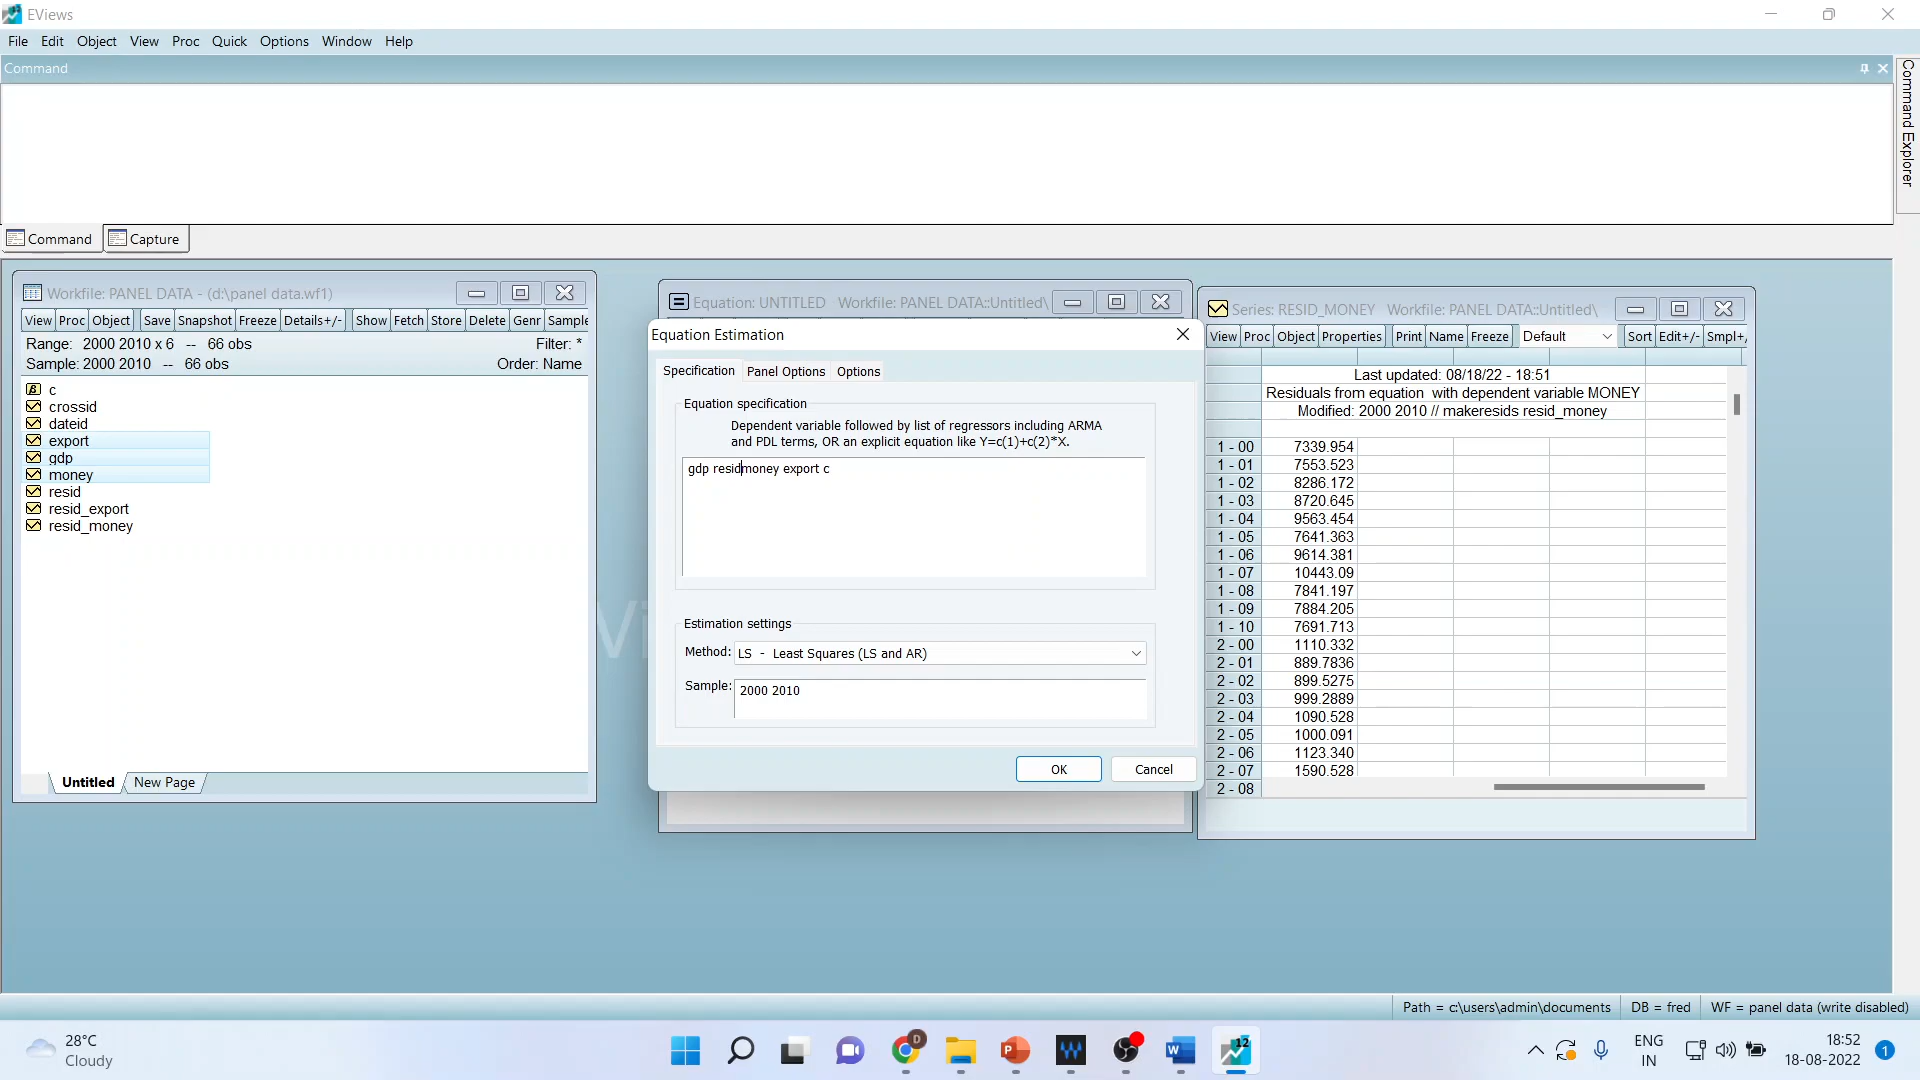 EViews
File Edit Object View Proc Quick Options Window Help
Command
Command Explorer
Command Capture
Workfile: PANEL DATA - (d:\panel data.wf1)
View Proc Object Save Snapshot Freeze Details+/- Show Fetch Store Delete Genr Sample
Range: 2000 2010 x 6 -- 66 obs Filter: *
Sample: 2000 2010 -- 66 obs Order: Name
c
crossid
dateid
export
gdp
money
resid
resid_export
resid_money
Untitled New Page
Equation: UNTITLED Workfile: PANEL DATA::Untitled\
Equation Estimation
Specification Panel Options Options
Equation specification
Dependent variable followed by list of regressors including ARMA
and PDL terms, OR an explicit equation like Y=c(1)+c(2)*X.
gdp residmoney export c
Estimation settings
Method: LS - Least Squares (LS and AR)
Sample: 2000 2010
OK Cancel
Series: RESID_MONEY Workfile: PANEL DATA::Untitled\
View Proc Object Properties Print Name Freeze Default Sort Edit+/- Smpl+/
Last updated: 08/18/22 - 18:51
Residuals from equation with dependent variable MONEY
Modified: 2000 2010 // makeresids resid_money
1 - 00 7339.954
1 - 01 7553.523
1 - 02 8286.172
1 - 03 8720.645
1 - 04 9563.454
1 - 05 7641.363
1 - 06 9614.381
1 - 07 10443.09
1 - 08 7841.197
1 - 09 7884.205
1 - 10 7691.713
2 - 00 1110.332
2 - 01 889.7836
2 - 02 899.5275
2 - 03 999.2889
2 - 04 1090.528
2 - 05 1000.091
2 - 06 1123.340
2 - 07 1590.528
2 - 08
Path = c:\users\admin\documents DB = fred WF = panel data (write disabled)
28°C
Cloudy
D
P
W
12
ENG
IN
18:52
18-08-2022
1